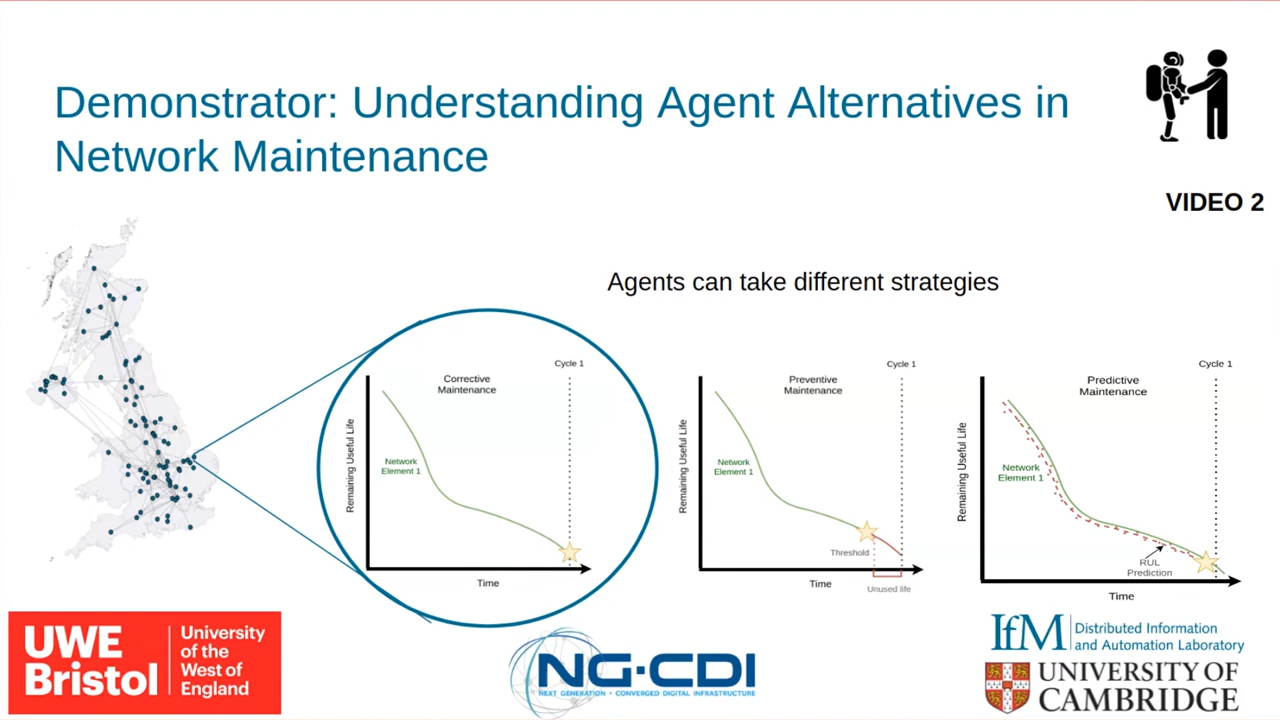 Demonstrator: Understanding Agent Alternatives in
Network Maintenance
VIDEO 2
Agents can take different strategies
Cycle 1
Corrective
Maintenance
Remaining Useful Life
Network
Element 1
Time
Cycle 1
Preventive
Maintenance
Remaining Useful Life
Network
Element 1
Threshold
Time
Unused life
Cycle 1
Predictive
Maintenance
Remaining Useful Life
Network
Element 1
RUL
Prediction
Time
UWE
Bristol
University
of the
West of
England
NG·CDI
NEXT GENERATION · CONVERGED DIGITAL INFRASTRUCTURE
IfM
Distributed Information
and Automation Laboratory
UNIVERSITY OF
CAMBRIDGE